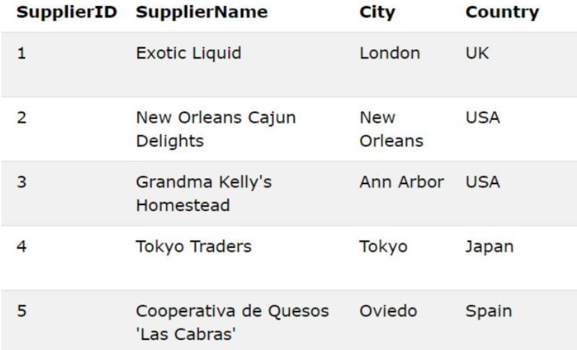 SupplierID SupplierName City Country
1 Exotic Liquid London UK
2 New Orleans Cajun New USA
Delights Orleans
3 Grandma Kelly's Ann Arbor USA
Homestead
4 Tokyo Traders Tokyo Japan
5 Cooperativa de Quesos Oviedo Spain
'Las Cabras'